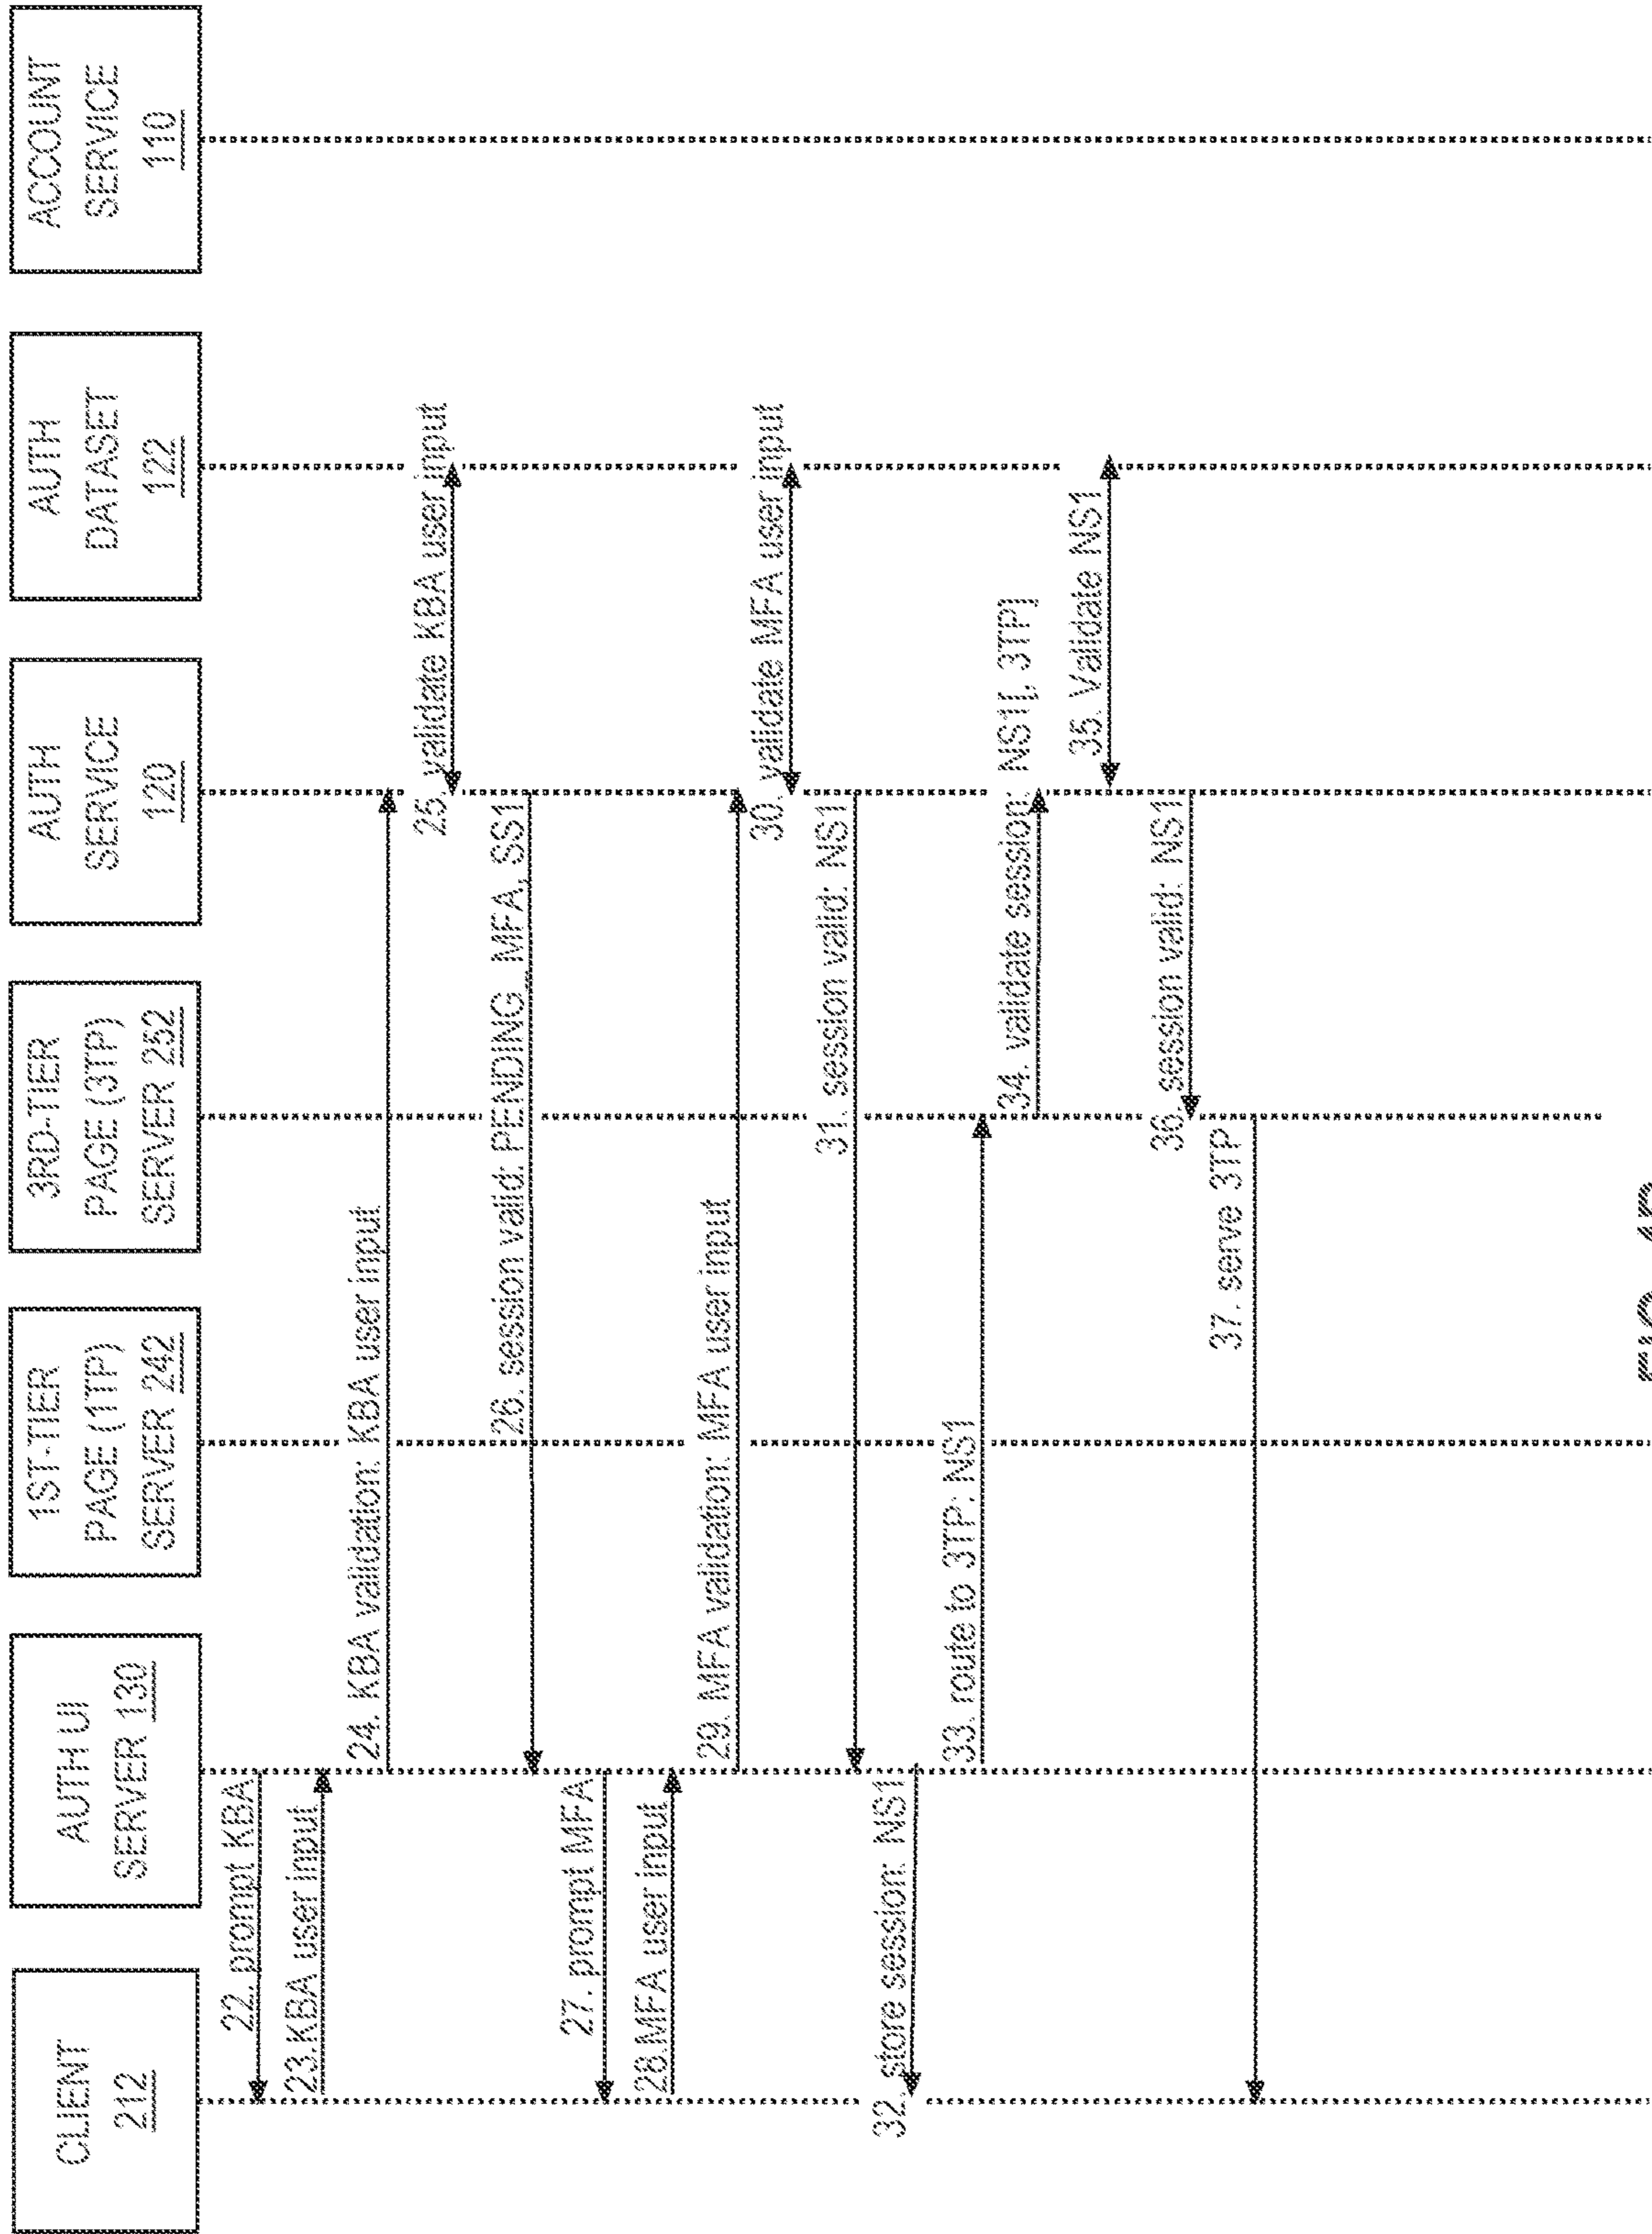 CLIENT
212
AUTH UI
SERVER 130
1ST-TIER
PAGE (1TP)
SERVER 242
3RD-TIER
PAGE (3TP)
SERVER 252
AUTH
SERVICE
120
AUTH
DATASET
122
ACCOUNT
SERVICE
110
22. prompt KBA
23.KBA user input
24. KBA validation: KBA user input
25. validate KBA user input
26. session valid: PENDING_MFA, SS1
27. prompt MFA
28.MFA user input
29. MFA validation: MFA user input
30. validate MFA user input
31. session valid: NS1
32. store session: NS1
33. route to 3TP: NS1
34. validate session: NS1[, 3TP]
35. Validate NS1
36. session valid: NS1
37. serve 3TP